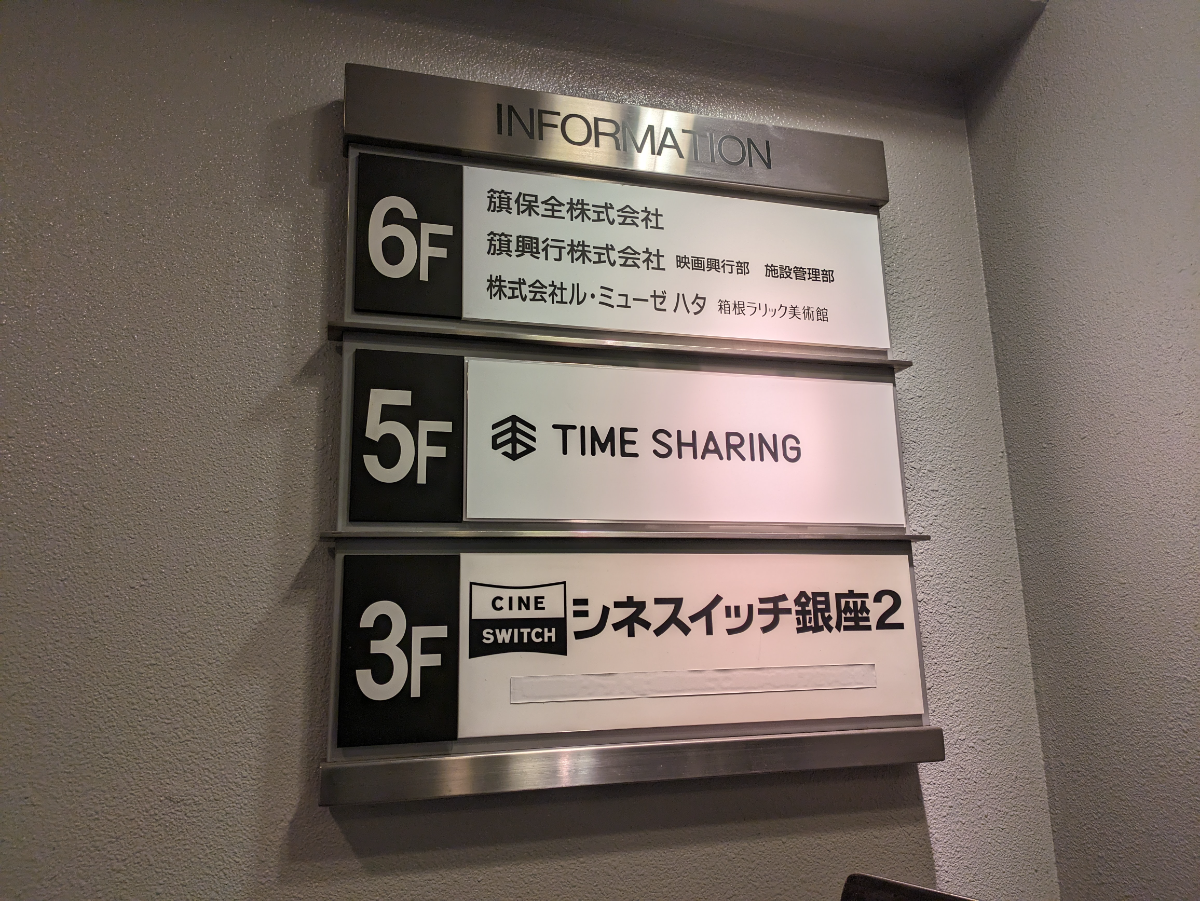 INFORMATION
6F
籏保全株式会社
籏興行株式会社 映画興行部 施設管理部
株式会社ル・ミューゼ ハタ 箱根ラリック美術館
5F
TIME SHARING
3F
CINE
SWITCH
シネスイッチ銀座2